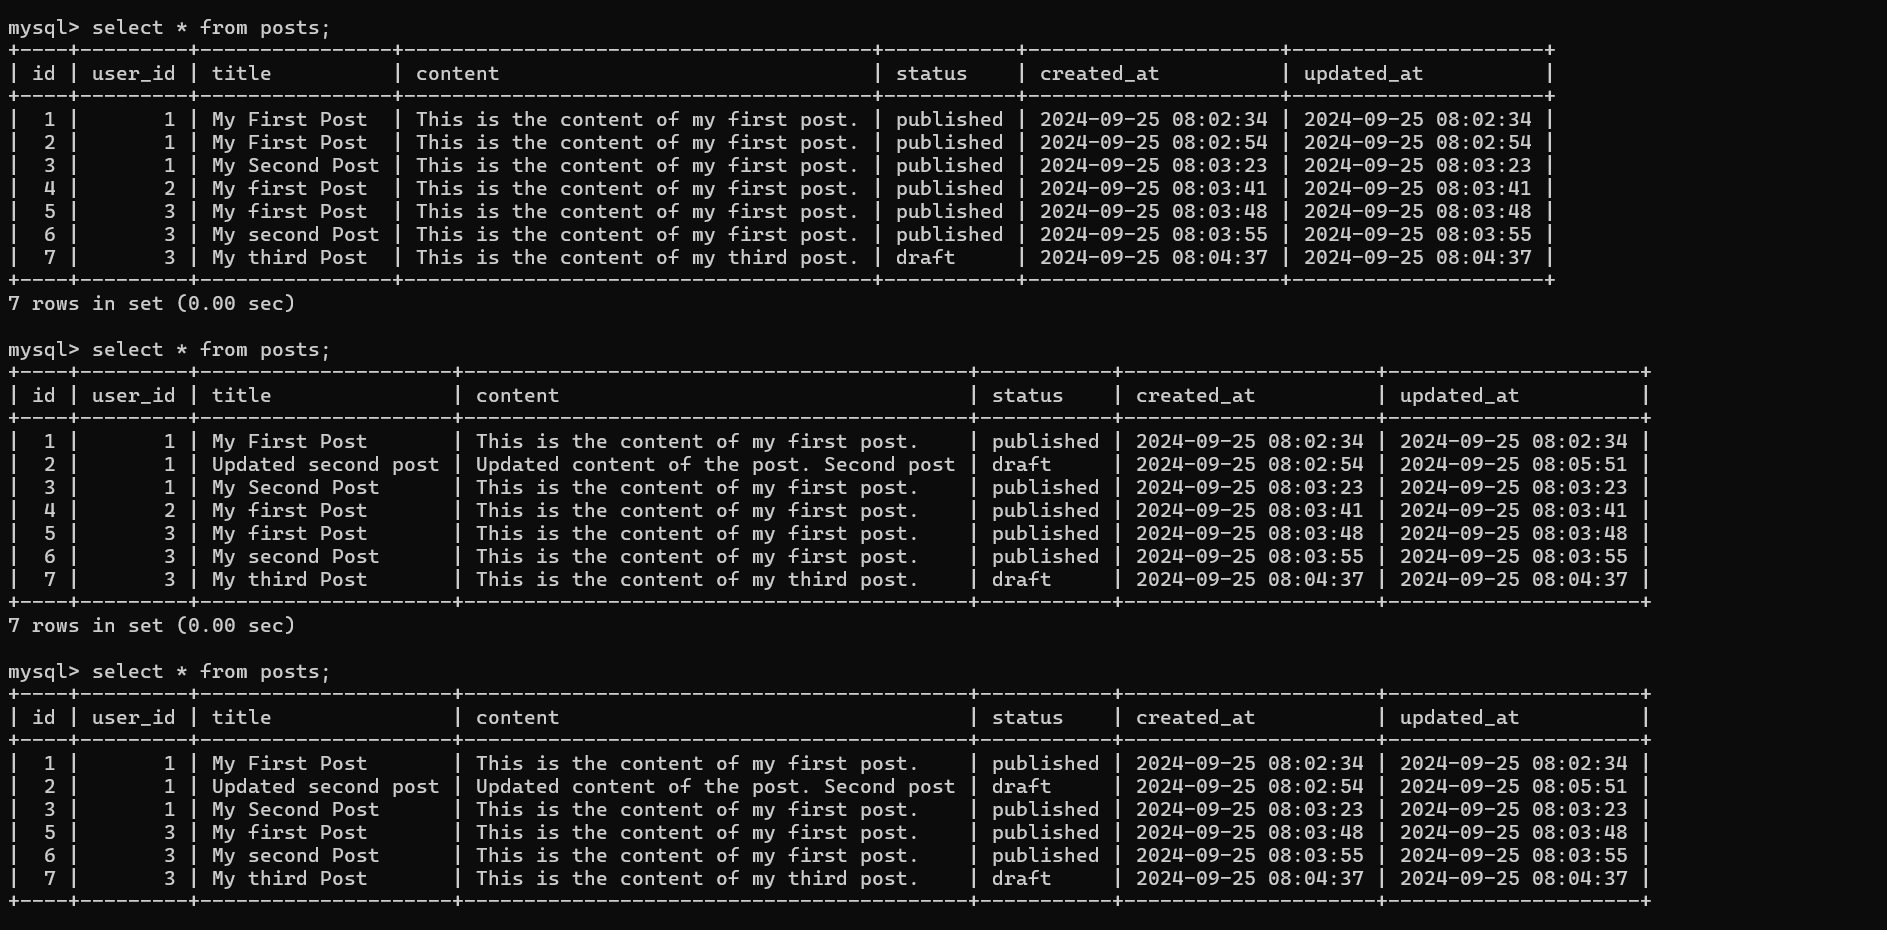 mysql> select * from posts;
+----+---------+----------------+---------------------------------------+-----------+---------------------+---------------------+
| id | user_id | title          | content                               | status    | created_at          | updated_at          |
+----+---------+----------------+---------------------------------------+-----------+---------------------+---------------------+
|  1 |       1 | My First Post  | This is the content of my first post. | published | 2024-09-25 08:02:34 | 2024-09-25 08:02:34 |
|  2 |       1 | My First Post  | This is the content of my first post. | published | 2024-09-25 08:02:54 | 2024-09-25 08:02:54 |
|  3 |       1 | My Second Post | This is the content of my first post. | published | 2024-09-25 08:03:23 | 2024-09-25 08:03:23 |
|  4 |       2 | My first Post  | This is the content of my first post. | published | 2024-09-25 08:03:41 | 2024-09-25 08:03:41 |
|  5 |       3 | My first Post  | This is the content of my first post. | published | 2024-09-25 08:03:48 | 2024-09-25 08:03:48 |
|  6 |       3 | My second Post | This is the content of my first post. | published | 2024-09-25 08:03:55 | 2024-09-25 08:03:55 |
|  7 |       3 | My third Post  | This is the content of my third post. | draft     | 2024-09-25 08:04:37 | 2024-09-25 08:04:37 |
+----+---------+----------------+---------------------------------------+-----------+---------------------+---------------------+
7 rows in set (0.00 sec)

mysql> select * from posts;
+----+---------+---------------------+------------------------------------------+-----------+---------------------+---------------------+
| id | user_id | title               | content                                  | status    | created_at          | updated_at          |
+----+---------+---------------------+------------------------------------------+-----------+---------------------+---------------------+
|  1 |       1 | My First Post       | This is the content of my first post.    | published | 2024-09-25 08:02:34 | 2024-09-25 08:02:34 |
|  2 |       1 | Updated second post | Updated content of the post. Second post | draft     | 2024-09-25 08:02:54 | 2024-09-25 08:05:51 |
|  3 |       1 | My Second Post      | This is the content of my first post.    | published | 2024-09-25 08:03:23 | 2024-09-25 08:03:23 |
|  4 |       2 | My first Post       | This is the content of my first post.    | published | 2024-09-25 08:03:41 | 2024-09-25 08:03:41 |
|  5 |       3 | My first Post       | This is the content of my first post.    | published | 2024-09-25 08:03:48 | 2024-09-25 08:03:48 |
|  6 |       3 | My second Post      | This is the content of my first post.    | published | 2024-09-25 08:03:55 | 2024-09-25 08:03:55 |
|  7 |       3 | My third Post       | This is the content of my third post.    | draft     | 2024-09-25 08:04:37 | 2024-09-25 08:04:37 |
+----+---------+---------------------+------------------------------------------+-----------+---------------------+---------------------+
7 rows in set (0.00 sec)

mysql> select * from posts;
+----+---------+---------------------+------------------------------------------+-----------+---------------------+---------------------+
| id | user_id | title               | content                                  | status    | created_at          | updated_at          |
+----+---------+---------------------+------------------------------------------+-----------+---------------------+---------------------+
|  1 |       1 | My First Post       | This is the content of my first post.    | published | 2024-09-25 08:02:34 | 2024-09-25 08:02:34 |
|  2 |       1 | Updated second post | Updated content of the post. Second post | draft     | 2024-09-25 08:02:54 | 2024-09-25 08:05:51 |
|  3 |       1 | My Second Post      | This is the content of my first post.    | published | 2024-09-25 08:03:23 | 2024-09-25 08:03:23 |
|  5 |       3 | My first Post       | This is the content of my first post.    | published | 2024-09-25 08:03:48 | 2024-09-25 08:03:48 |
|  6 |       3 | My second Post      | This is the content of my first post.    | published | 2024-09-25 08:03:55 | 2024-09-25 08:03:55 |
|  7 |       3 | My third Post       | This is the content of my third post.    | draft     | 2024-09-25 08:04:37 | 2024-09-25 08:04:37 |
+----+---------+---------------------+------------------------------------------+-----------+---------------------+---------------------+